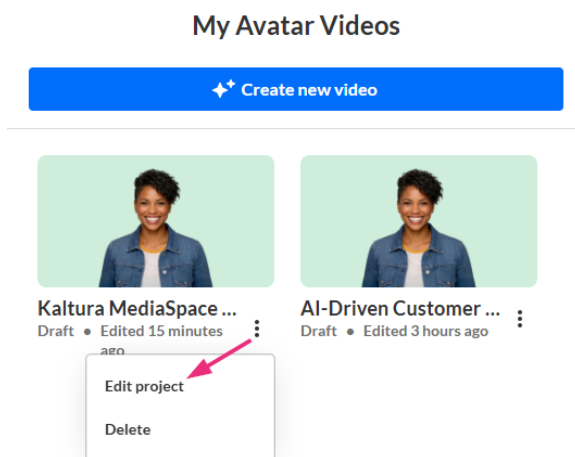 My Avatar Videos
Create new video
Kaltura MediaSpace ...
Draft • Edited 15 minutes
ago
AI-Driven Customer ...
Draft • Edited 3 hours ago
Edit project
Delete